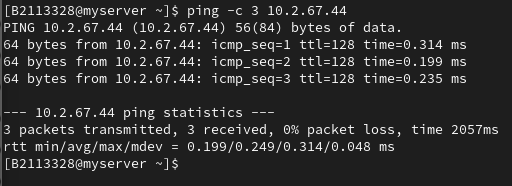 [B2113328@myserver ~]$ ping -c 3 10.2.67.44
PING 10.2.67.44 (10.2.67.44) 56(84) bytes of data.
64 bytes from 10.2.67.44: icmp_seq=1 ttl=128 time=0.314 ms
64 bytes from 10.2.67.44: icmp_seq=2 ttl=128 time=0.199 ms
64 bytes from 10.2.67.44: icmp_seq=3 ttl=128 time=0.235 ms
--- 10.2.67.44 ping statistics ---
3 packets transmitted, 3 received, 0% packet loss, time 2057ms
rtt min/avg/max/mdev = 0.199/0.249/0.314/0.048 ms
[B2113328@myserver ~]$